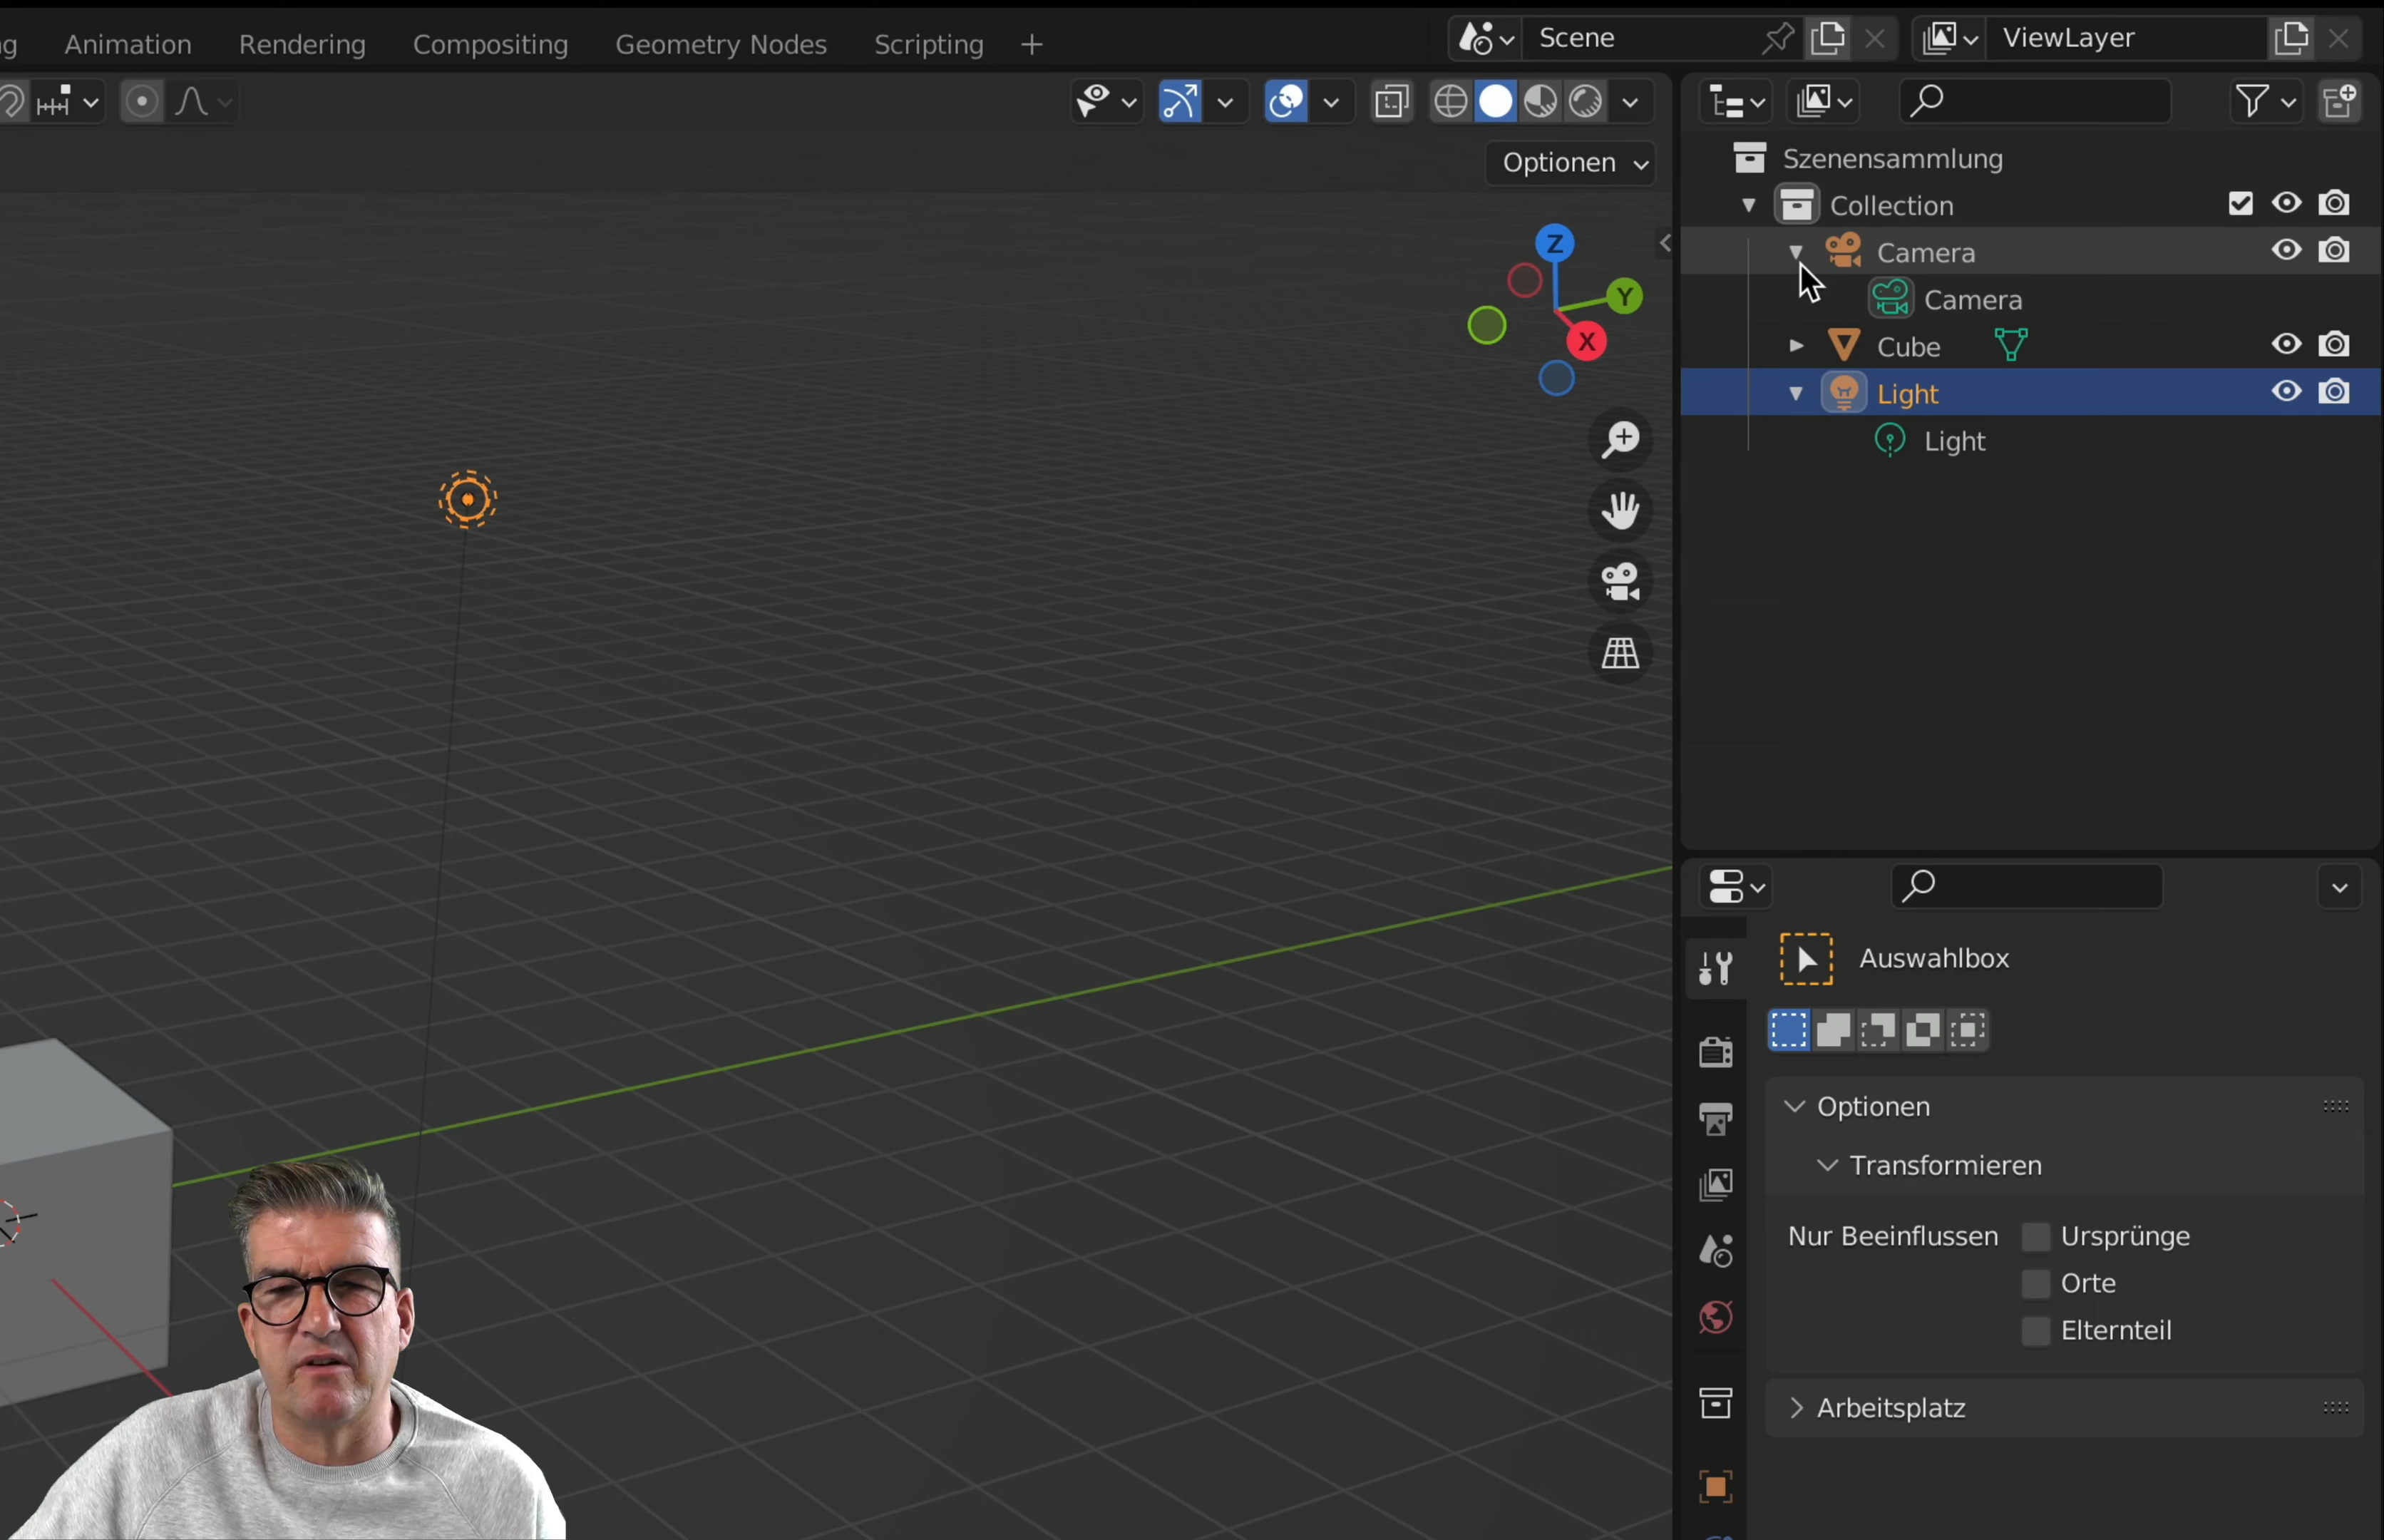 g Animation Rendering Compositing Geometry Nodes Scripting +
Scene
ViewLayer
Optionen
Z
Y
X
Szenensammlung
Collection
Camera
Camera
Cube
Light
Light
Auswahlbox
Optionen
Transformieren
Nur Beeinflussen Ursprünge
Orte
Elternteil
Arbeitsplatz